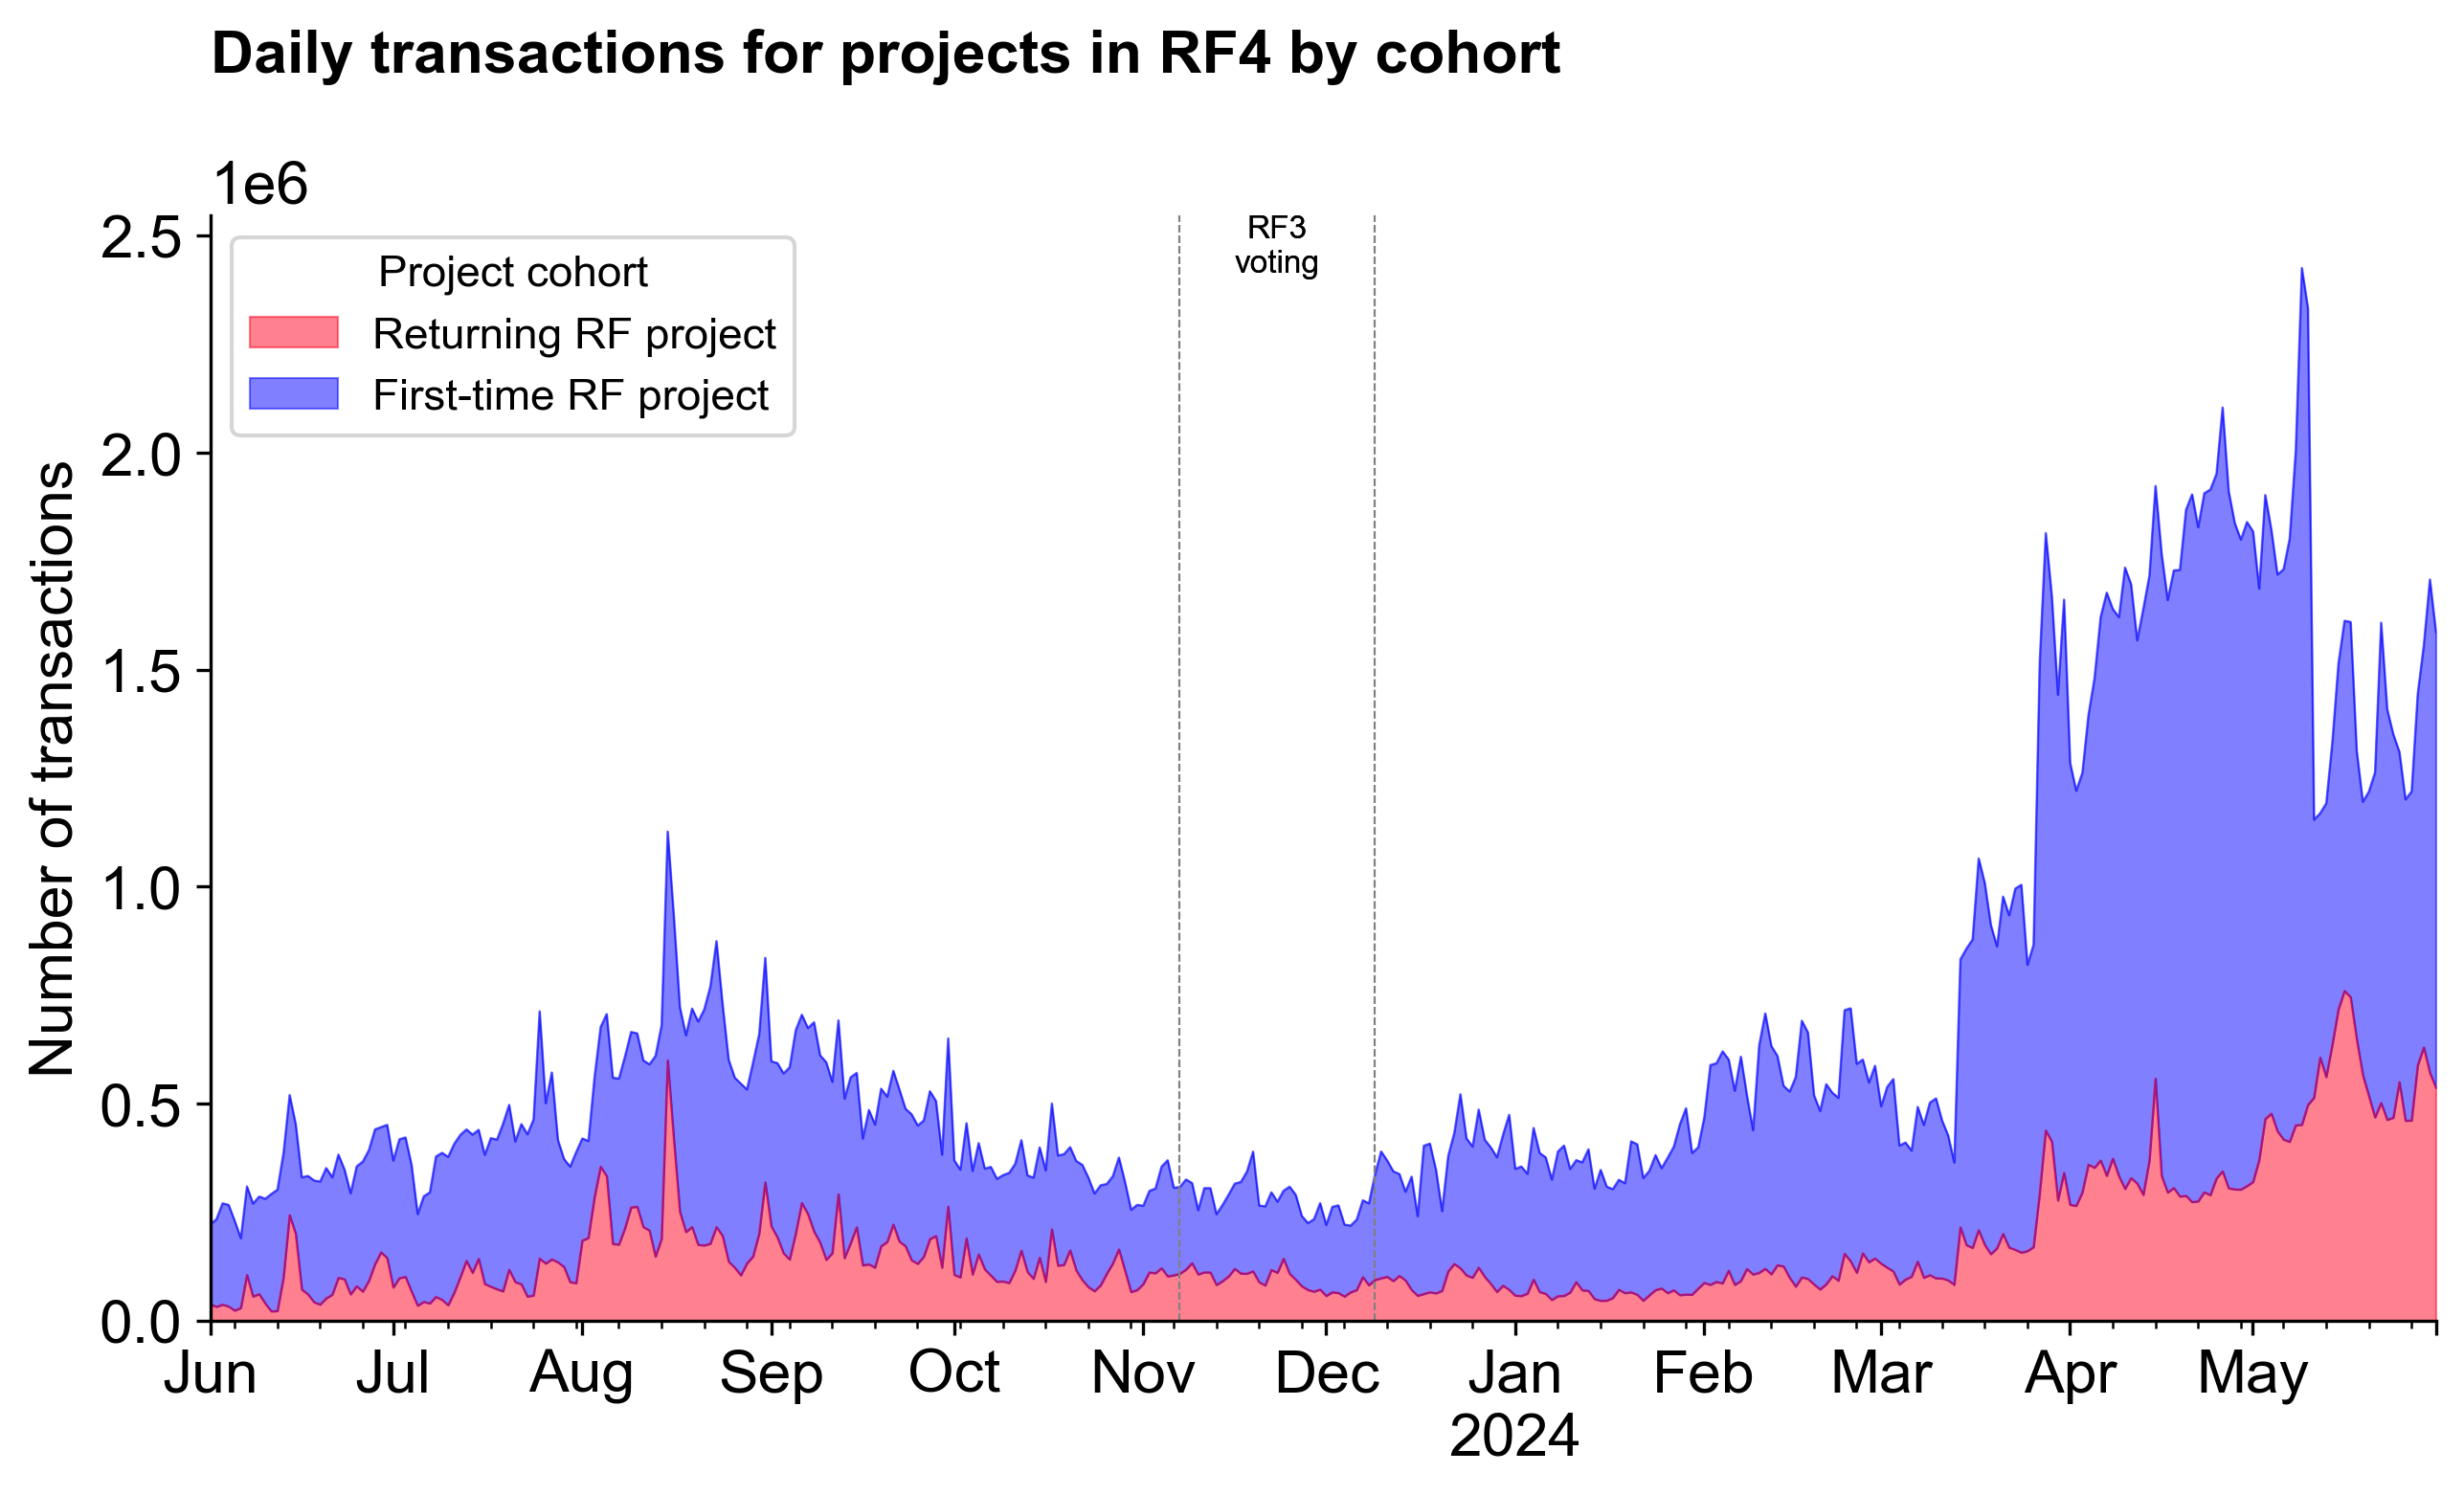 Daily transactions for projects in RF4 by cohort
1e6
2.5
2.0
1.5
1.0
0.5
0.0
Number of transactions
Project cohort
Returning RF project
First-time RF project
RF3
voting
Jun Jul Aug Sep Oct Nov Dec Jan Feb Mar Apr May
2024